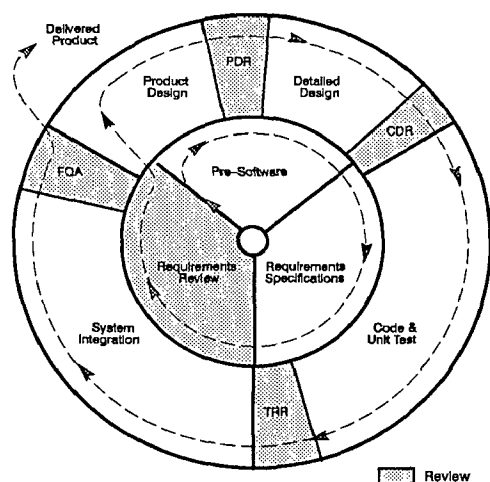 Delivered
Product
PDR
Product
Design
Detailed
Design
CDR
FQA
Pre-Software
Requirements
Review
Requirements
Specifications
System
Integration
Code &
Unit Test
TRR
Review